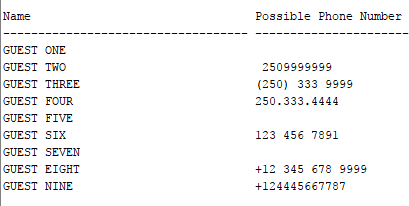 Name Possible Phone Number
---------------------------------- ---------------------
GUEST ONE
GUEST TWO 2509999999
GUEST THREE (250) 333 9999
GUEST FOUR 250.333.4444
GUEST FIVE
GUEST SIX 123 456 7891
GUEST SEVEN
GUEST EIGHT +12 345 678 9999
GUEST NINE +124445667787